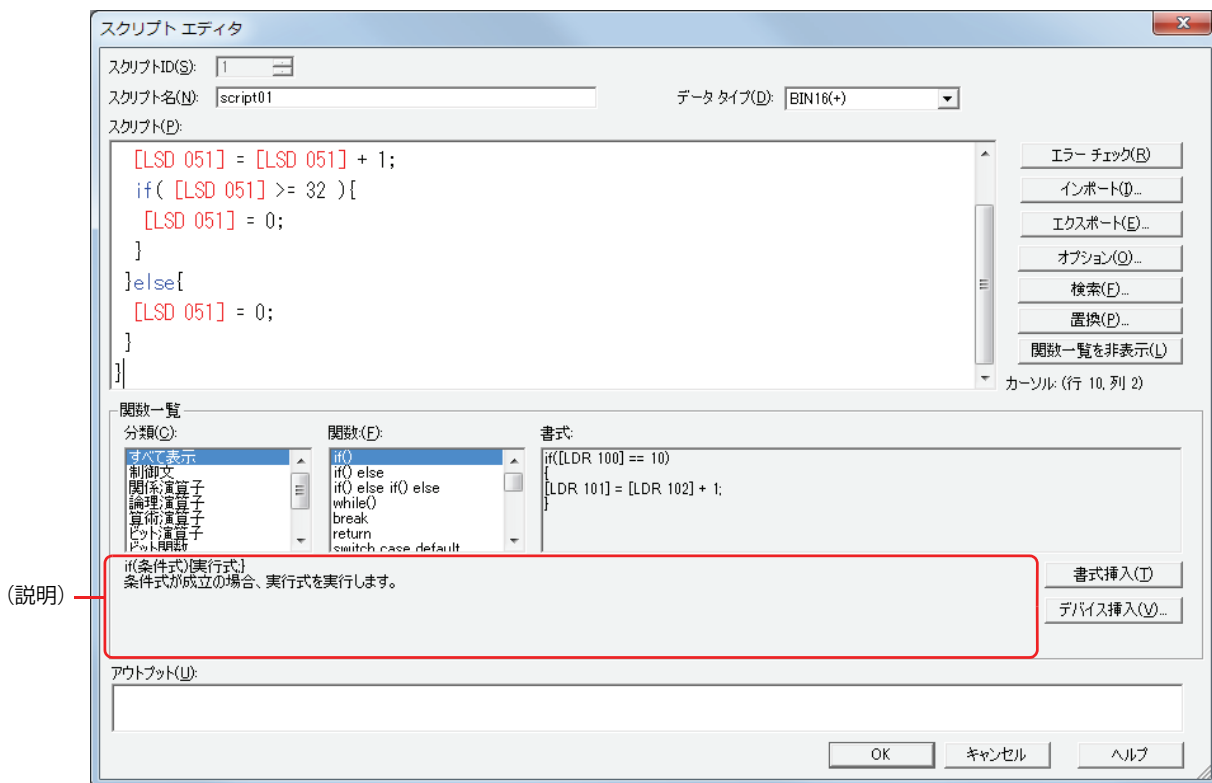 スクリプト エディタ
スクリプトID(S): 1
スクリプト名(N): script01
データ タイプ(D): BIN16(+)
スクリプト(P):
[LSD 051] = [LSD 051] + 1;
if( [LSD 051] >= 32 ){
[LSD 051] = 0;
}
}else{
[LSD 051] = 0;
}
}
エラー チェック(R)
インポート(I)...
エクスポート(E)...
オプション(O)...
検索(F)...
置換(P)...
関数一覧を非表示(L)
カーソル: (行 10, 列 2)
関数一覧
分類(C):
すべて表示
制御文
関係演算子
論理演算子
算術演算子
ビット演算子
ビット関数
関数:(F):
if()
if() else
if() else if() else
while()
break
return
switch case default
書式:
if([LDR 100] == 10)
{
[LDR 101] = [LDR 102] + 1;
}
(説明)
if(条件式){実行式;}
条件式が成立の場合、実行式を実行します。
書式挿入(T)
デバイス挿入(V)...
アウトプット(U):
OK
キャンセル
ヘルプ